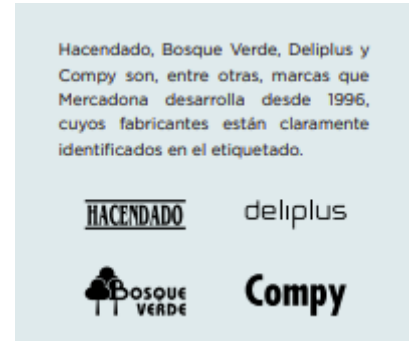 Hacendado, Bosque Verde, Deliplus y
Compy son, entre otras, marcas que
Mercadona desarrolla desde 1996,
cuyos fabricantes están claramente
identificados en el etiquetado.
HACENDADO
deliplus
BOSQUE
VERDE
Compy